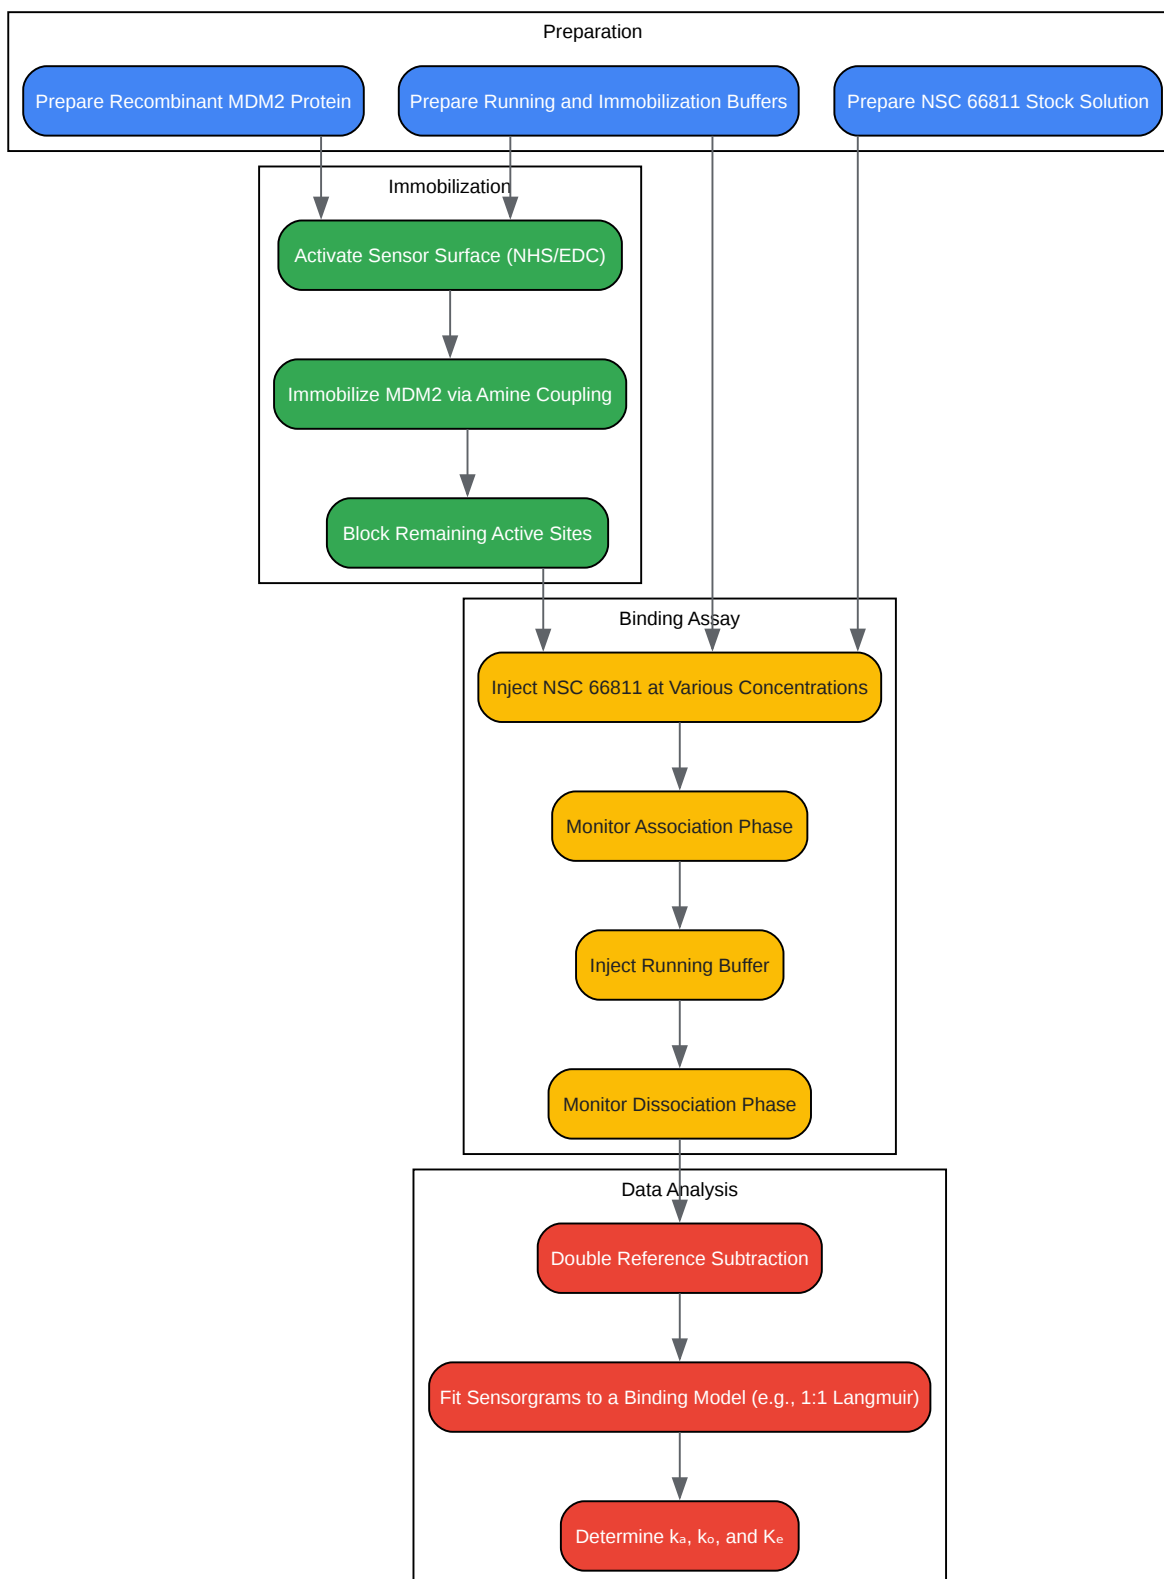 Preparation
Prepare Recombinant MDM2 Protein
Prepare Running and Immobilization Buffers
Prepare NSC 66811 Stock Solution
Immobilization
Activate Sensor Surface (NHS/EDC)
Immobilize MDM2 via Amine Coupling
Block Remaining Active Sites
Binding Assay
Inject NSC 66811 at Various Concentrations
Monitor Association Phase
Inject Running Buffer
Monitor Dissociation Phase
Data Analysis
Double Reference Subtraction
Fit Sensorgrams to a Binding Model (e.g., 1:1 Langmuir)
Determine kₐ, kₒ, and Kₑ